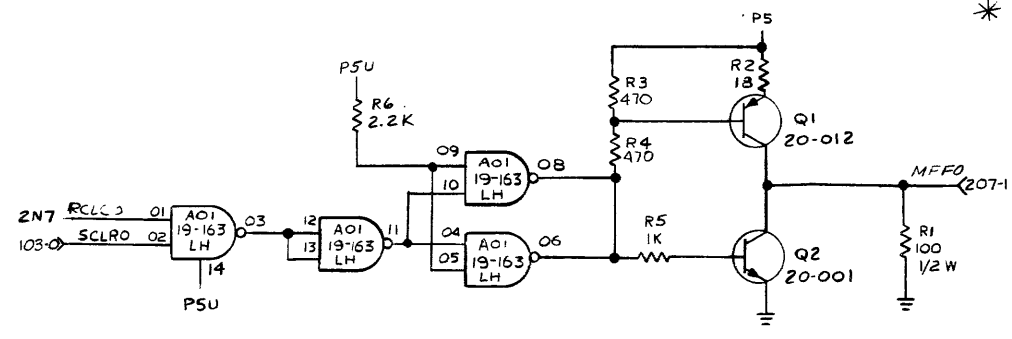 P5
P5U
R2
18
R3
470
R6
2.2K
Q1
20-012
R4
470
09
A01
19-163
LH
08
10
MFF0
207-1
2N7
01
A01
19-163
LH
03
103-0
SCLR0
02
14
P5U
12
13
A01
19-163
LH
11
04
05
A01
19-163
LH
06
R5
1K
Q2
20-001
R1
100
1/2 W